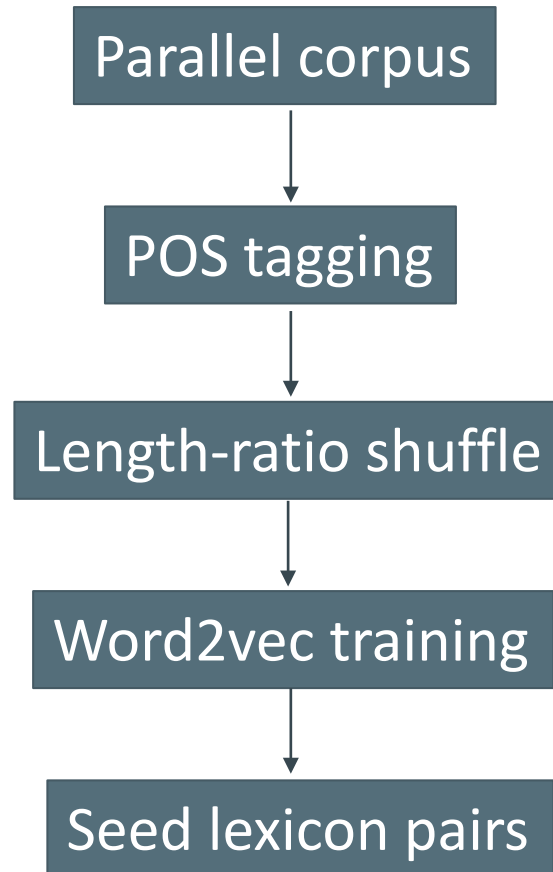 Parallel corpus
POS tagging
Length-ratio shuffle
Word2vec training
Seed lexicon pairs